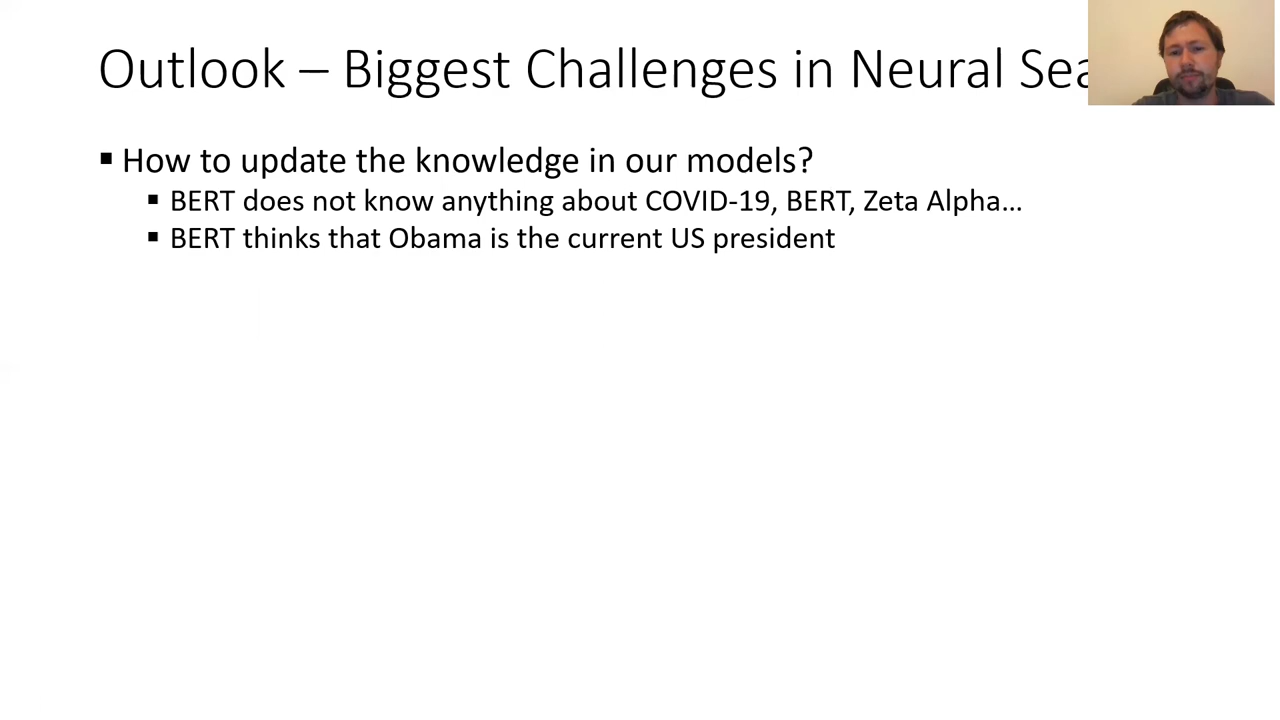 Outlook – Biggest Challenges in Neural
How to update the knowledge in our models?
BERT does not know anything about COVID-19, BERT, Zeta Alpha...
BERT thinks that Obama is the current US president